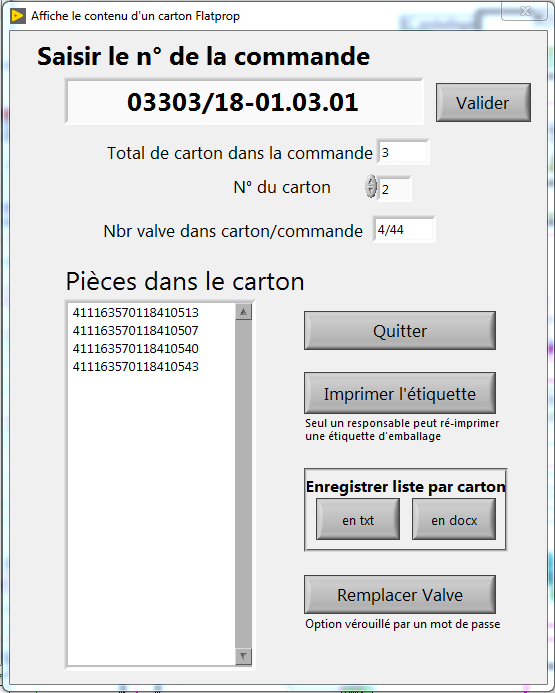 Affiche le contenu d'un carton Flatprop
Saisir le n° de la commande
03303/18-01.03.01
Valider
Total de carton dans la commande 3
N° du carton 2
Nbr valve dans carton/commande 4/44
Pièces dans le carton
411163570118410513
411163570118410507
411163570118410540
411163570118410543
Quitter
Imprimer l'étiquette
Seul un responsable peut ré-imprimer
une étiquette d'emballage
Enregistrer liste par carton
en txt
en docx
Remplacer Valve
Option vérouillé par un mot de passe